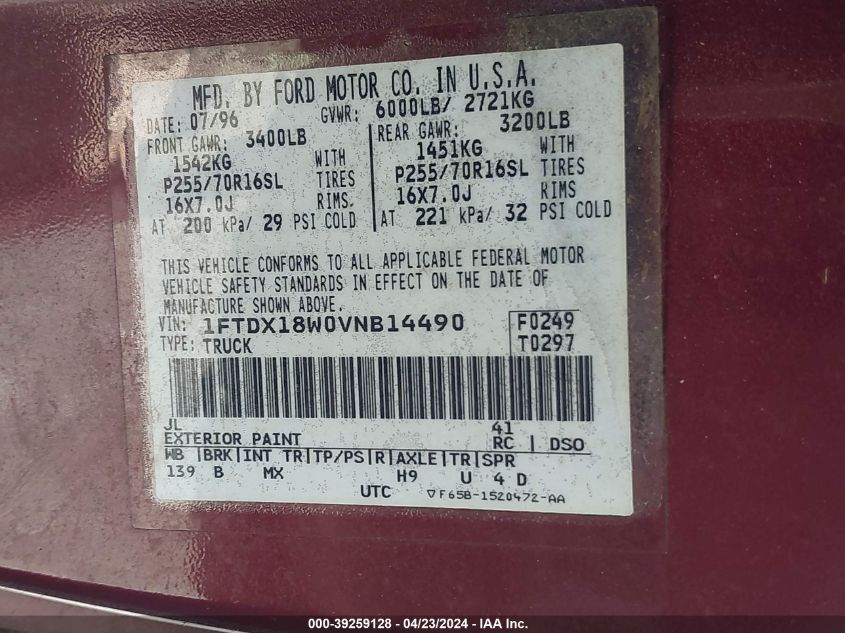 MFD. BY FORD MOTOR CO. IN U.S.A.
DATE: 07/96 GVWR: 6000LB/ 2721KG
FRONT GAWR: 3400LB REAR GAWR: 3200LB
1542KG WITH 1451KG WITH
P255/70R16SL TIRES P255/70R16SL TIRES
16X7.0J RIMS. 16X7.0J RIMS
AT 200 kPa/ 29 PSI COLD AT 221 kPa/ 32 PSI COLD
THIS VEHICLE CONFORMS TO ALL APPLICABLE FEDERAL MOTOR
VEHICLE SAFETY STANDARDS IN EFFECT ON THE DATE OF
MANUFACTURE SHOWN ABOVE.
VIN: 1FTDX18W0VNB14490 F0249
TYPE: TRUCK T0297
JL 41
EXTERIOR PAINT RC | DSO
WB |BRK|INT TR|TP/PS|R|AXLE|TR|SPR
139 B MX H9 U 4 D
UTC ▽F65B-1520472-AA
000-39259128 - 04/23/2024 - IAAI.com